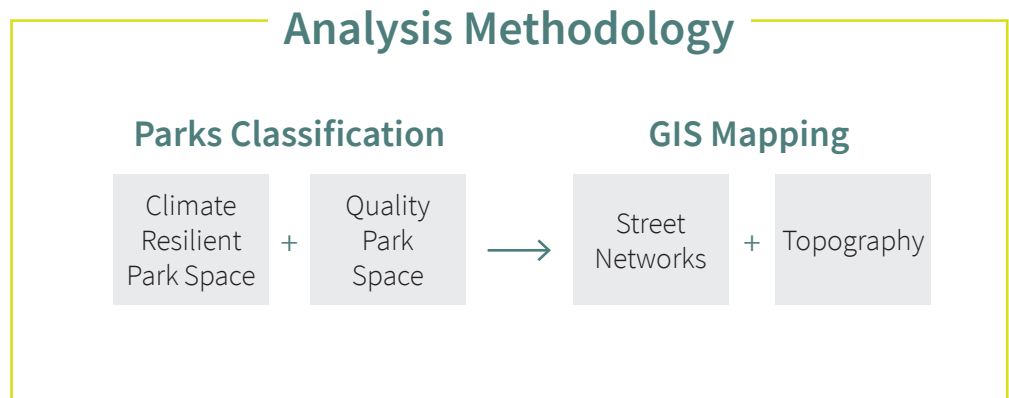 Analysis Methodology
Parks Classification
GIS Mapping
Climate
Resilient
Park Space
+
Quality
Park
Space
Street
Networks
+
Topography